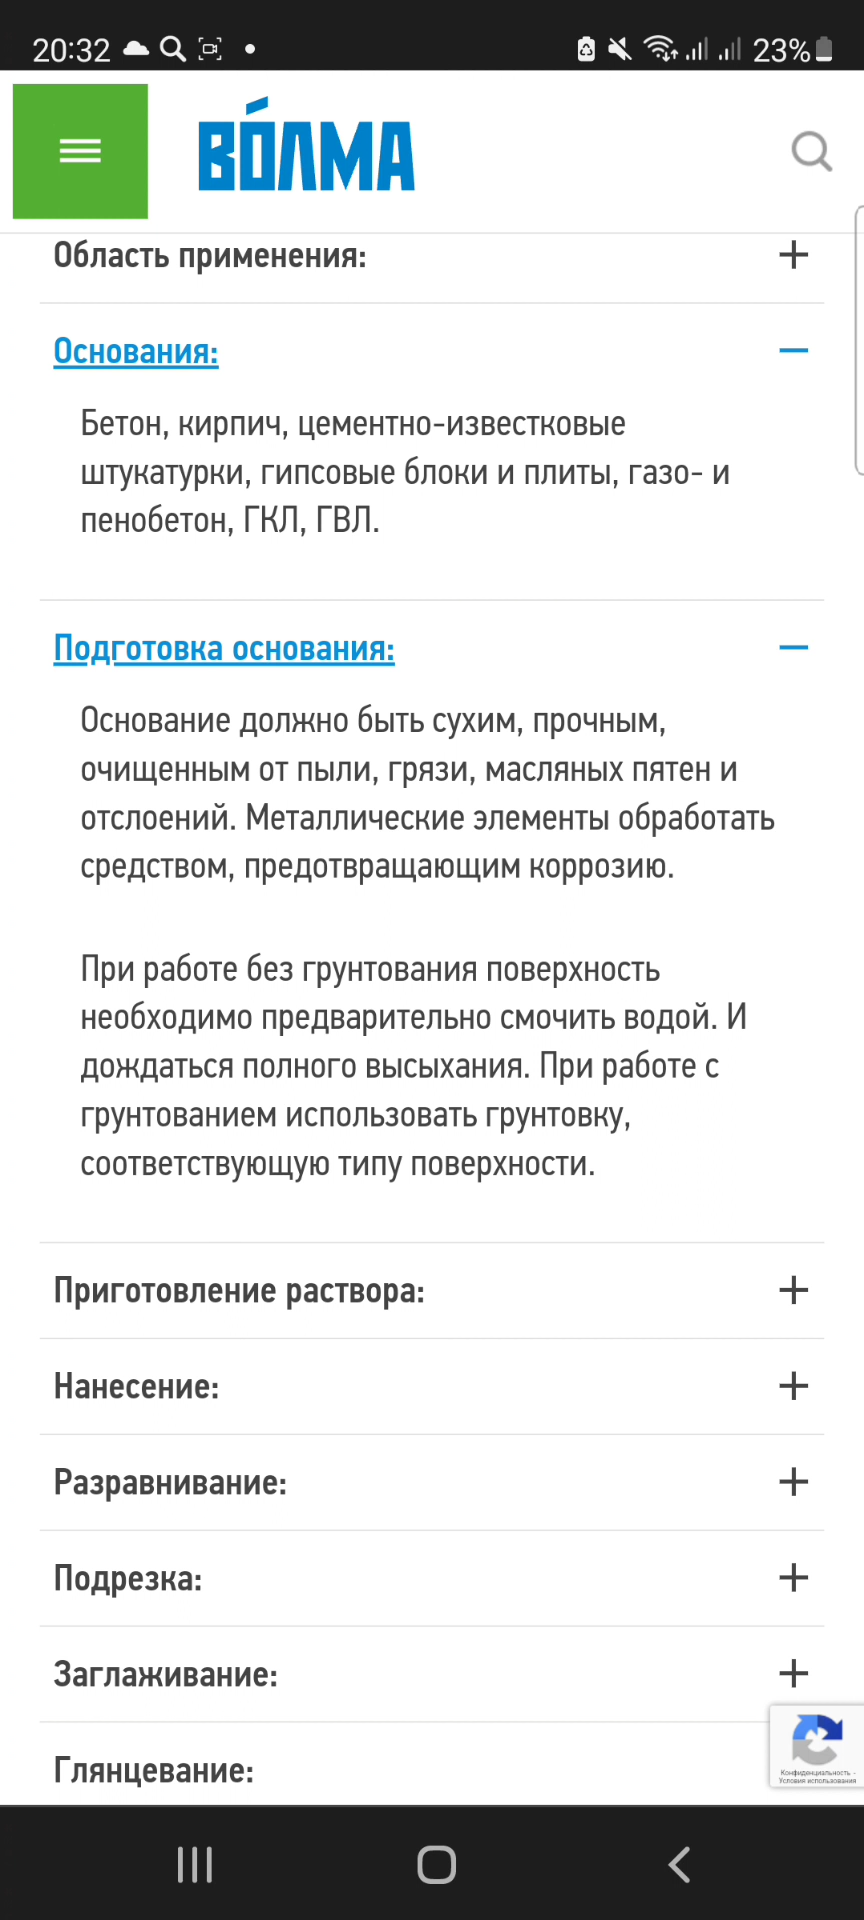 20:32
23%
ВОЛМА
Область применения:
Основания:
Бетон, кирпич, цементно-известковые
штукатурки, гипсовые блоки и плиты, газо- и
пенобетон, ГКЛ, ГВЛ.
Подготовка основания:
Основание должно быть сухим, прочным,
очищенным от пыли, грязи, масляных пятен и
отслоений. Металлические элементы обработать
средством, предотвращающим коррозию.
При работе без грунтования поверхность
необходимо предварительно смочить водой. И
дождаться полного высыхания. При работе с
грунтованием использовать грунтовку,
соответствующую типу поверхности.
Приготовление раствора:
Нанесение:
Разравнивание:
Подрезка:
Заглаживание:
Глянцевание:
Конфиденциальность -
Условия использования